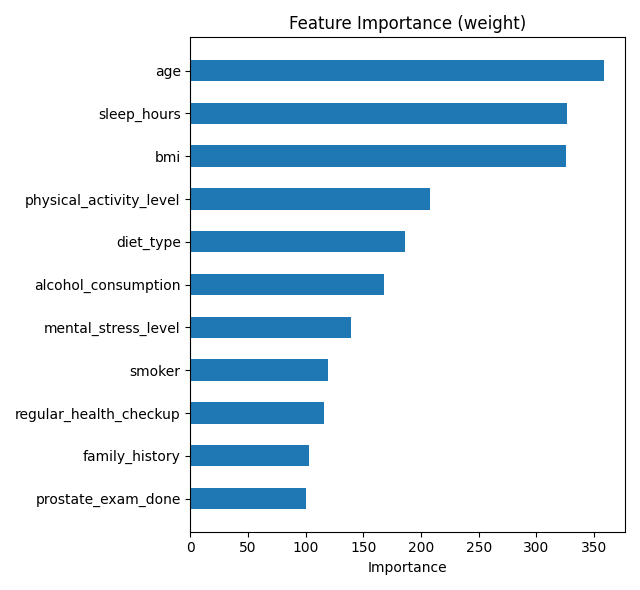 Feature Importance (weight)
age
sleep_hours
bmi
physical_activity_level
diet_type
alcohol_consumption
mental_stress_level
smoker
regular_health_checkup
family_history
prostate_exam_done
0 50 100 150 200 250 300 350
Importance